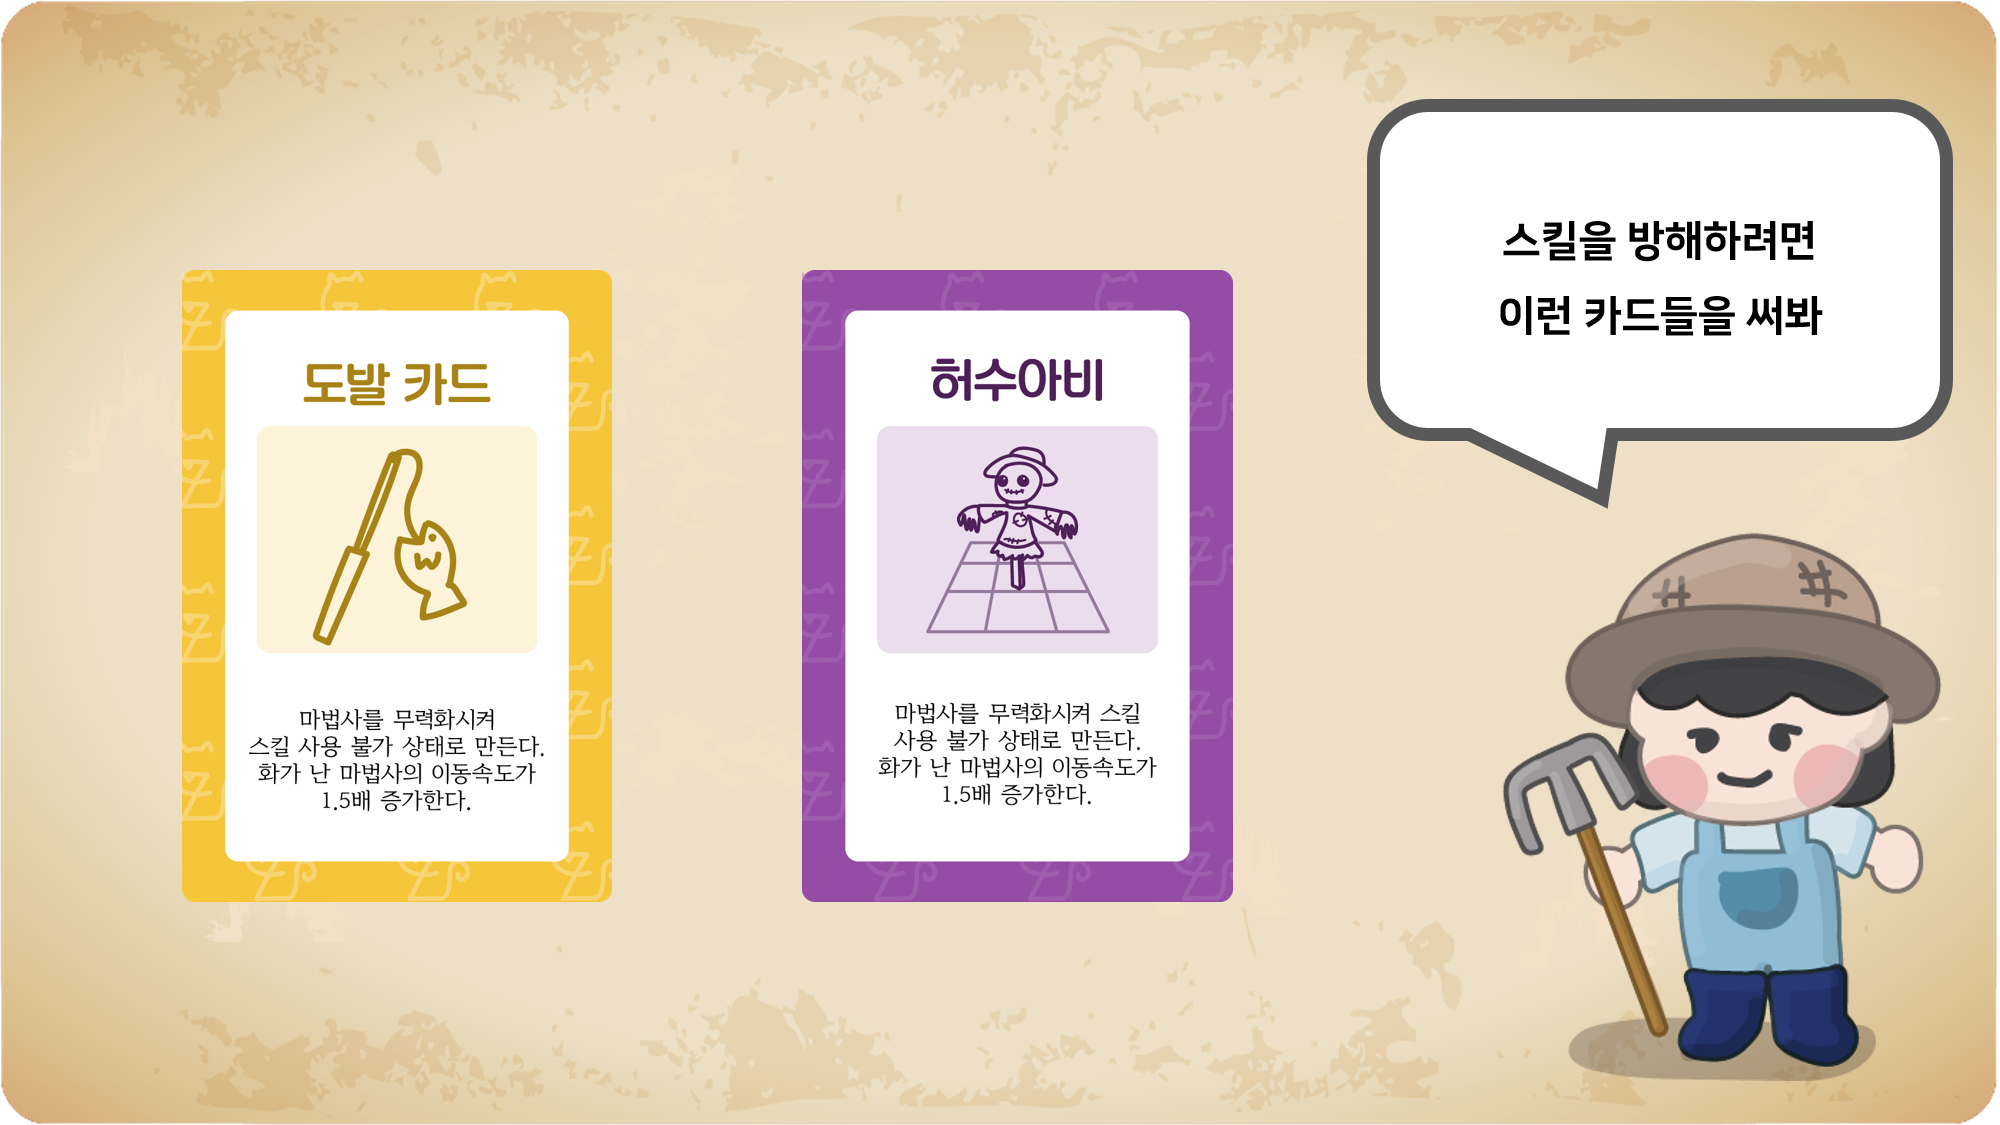 스킬을 방해하려면
이런 카드들을 써봐
도발 카드
마법사를 무력화시켜
스킬 사용 불가 상태로 만든다.
화가 난 마법사의 이동속도가
1.5배 증가한다.
허수아비
마법사를 무력화시켜 스킬
사용 불가 상태로 만든다.
화가 난 마법사의 이동속도가
1.5배 증가한다.